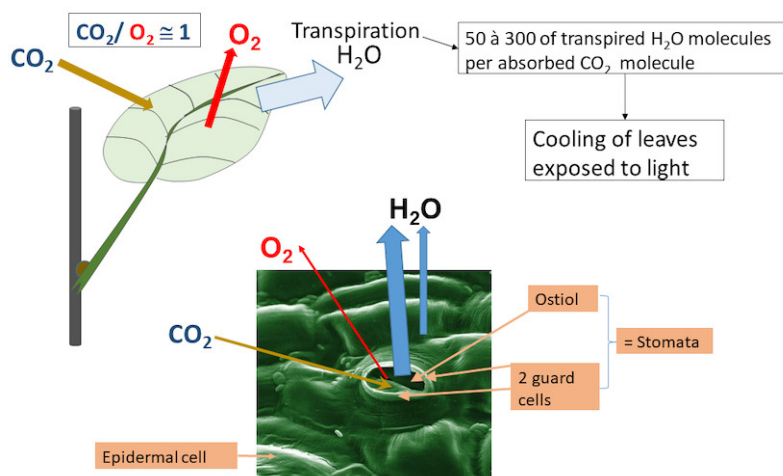 CO₂/ O₂ ≅ 1
O₂
CO₂
Transpiration
H₂O
50 à 300 of transpired H₂O molecules
per absorbed CO₂ molecule
Cooling of leaves
exposed to light
H₂O
O₂
CO₂
Ostiol
= Stomata
2 guard
cells
Epidermal cell